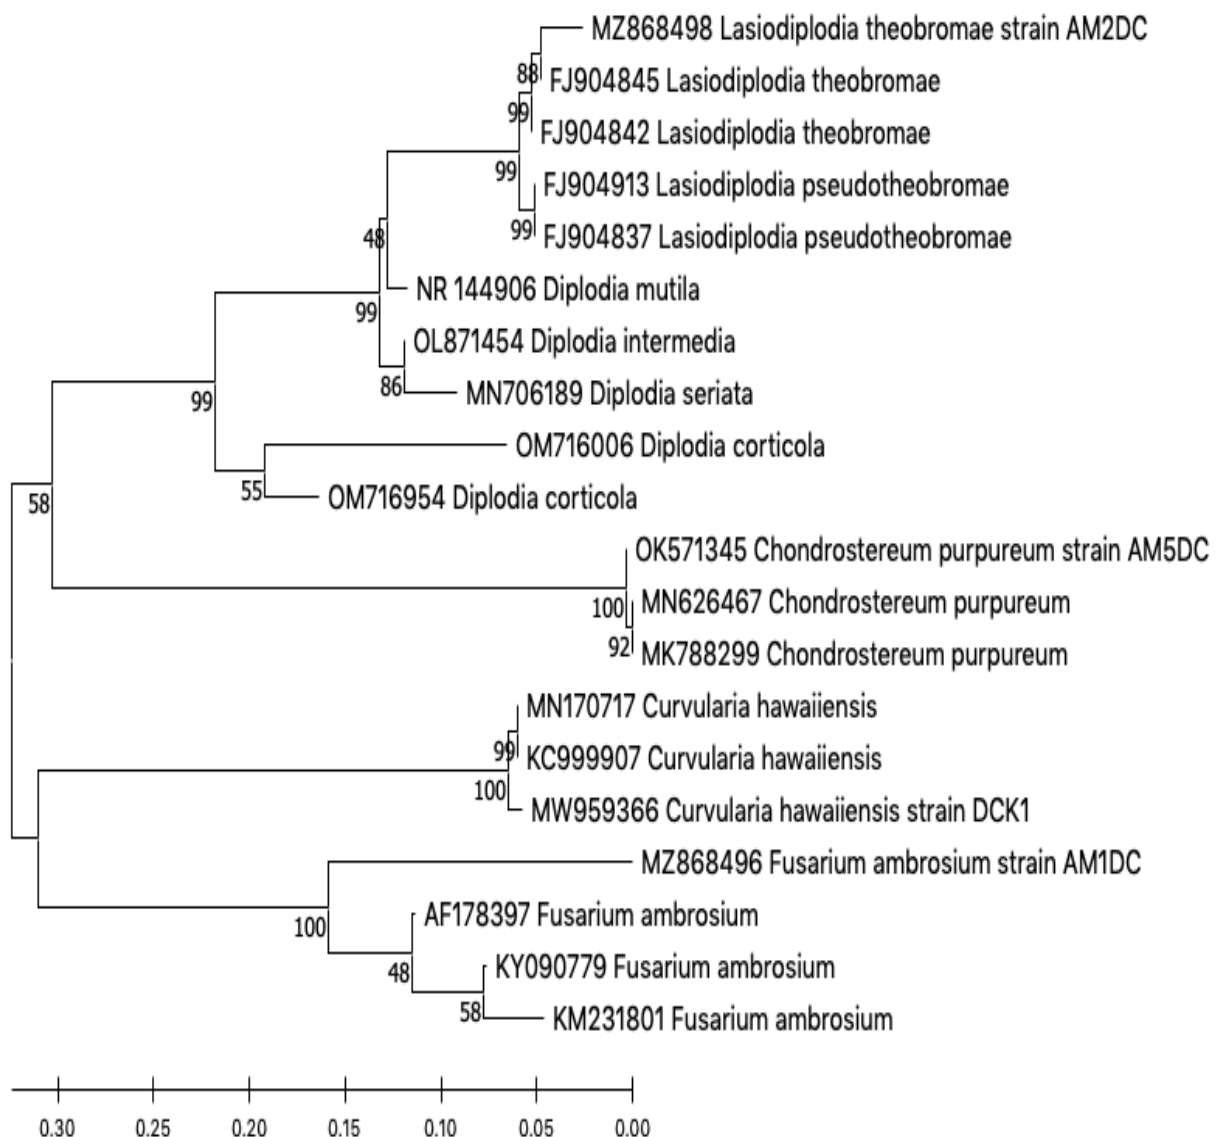 MZ868498 Lasiodiplodia theobromae strain AM2DC
88
FJ904845 Lasiodiplodia theobromae
99
FJ904842 Lasiodiplodia theobromae
99
FJ904913 Lasiodiplodia pseudotheobromae
99
FJ904837 Lasiodiplodia pseudotheobromae
48
NR 144906 Diplodia mutila
99
OL871454 Diplodia intermedia
86
MN706189 Diplodia seriata
99
OM716006 Diplodia corticola
55
OM716954 Diplodia corticola
58
OK571345 Chondrostereum purpureum strain AM5DC
100
MN626467 Chondrostereum purpureum
92
MK788299 Chondrostereum purpureum
MN170717 Curvularia hawaiiensis
99
KC999907 Curvularia hawaiiensis
100
MW959366 Curvularia hawaiiensis strain DCK1
MZ868496 Fusarium ambrosium strain AM1DC
100
AF178397 Fusarium ambrosium
48
KY090779 Fusarium ambrosium
58
KM231801 Fusarium ambrosium
0.30 0.25 0.20 0.15 0.10 0.05 0.00